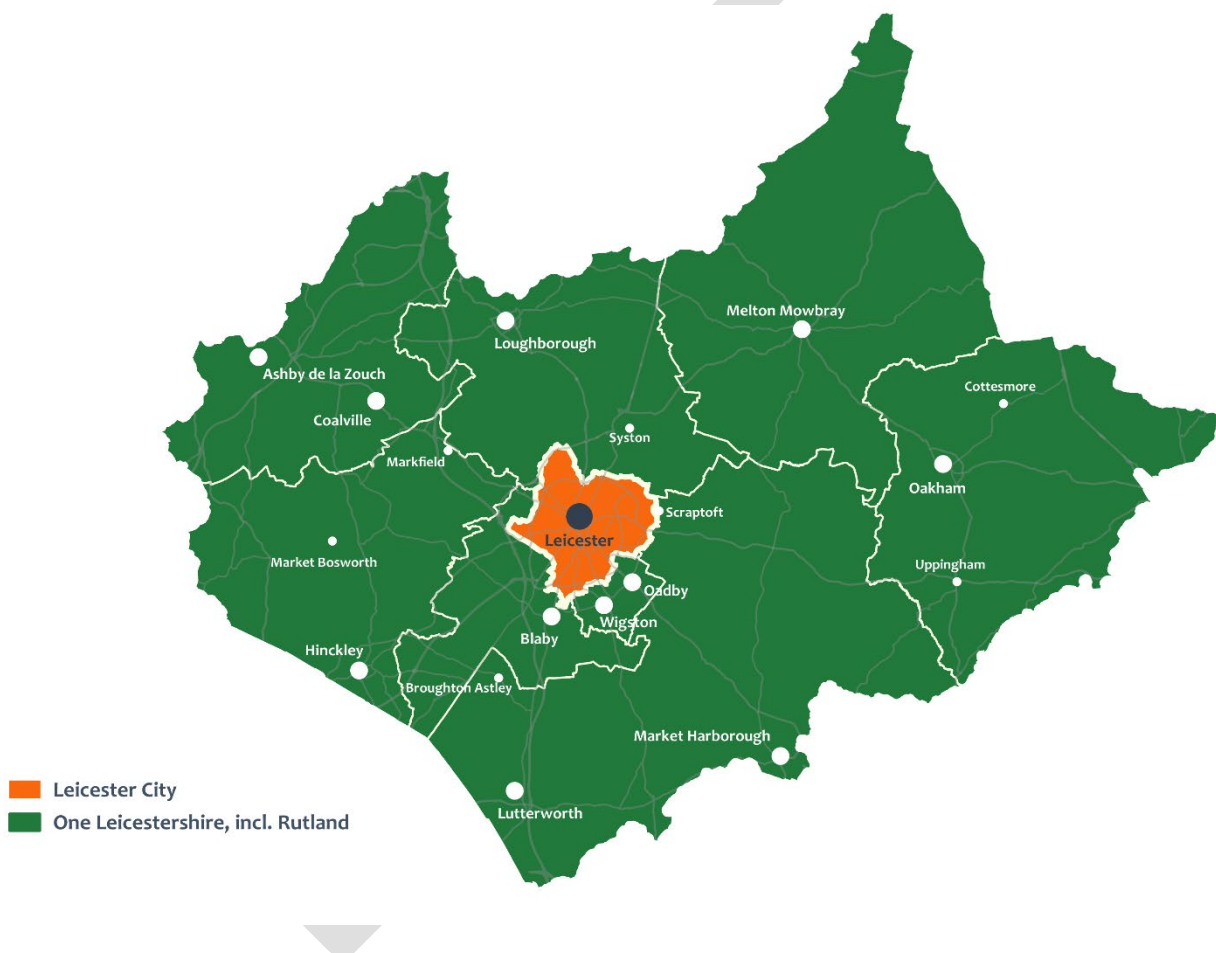 Melton Mowbray
Loughborough
Ashby de la Zouch
Cottesmore
Coalville
Syston
Markfield
Oakham
Scraptoft
Leicester
Market Bosworth
Uppingham
Oadby
Wigston
Blaby
Hinckley
Broughton Astley
Market Harborough
Leicester City
Lutterworth
One Leicestershire, incl. Rutland